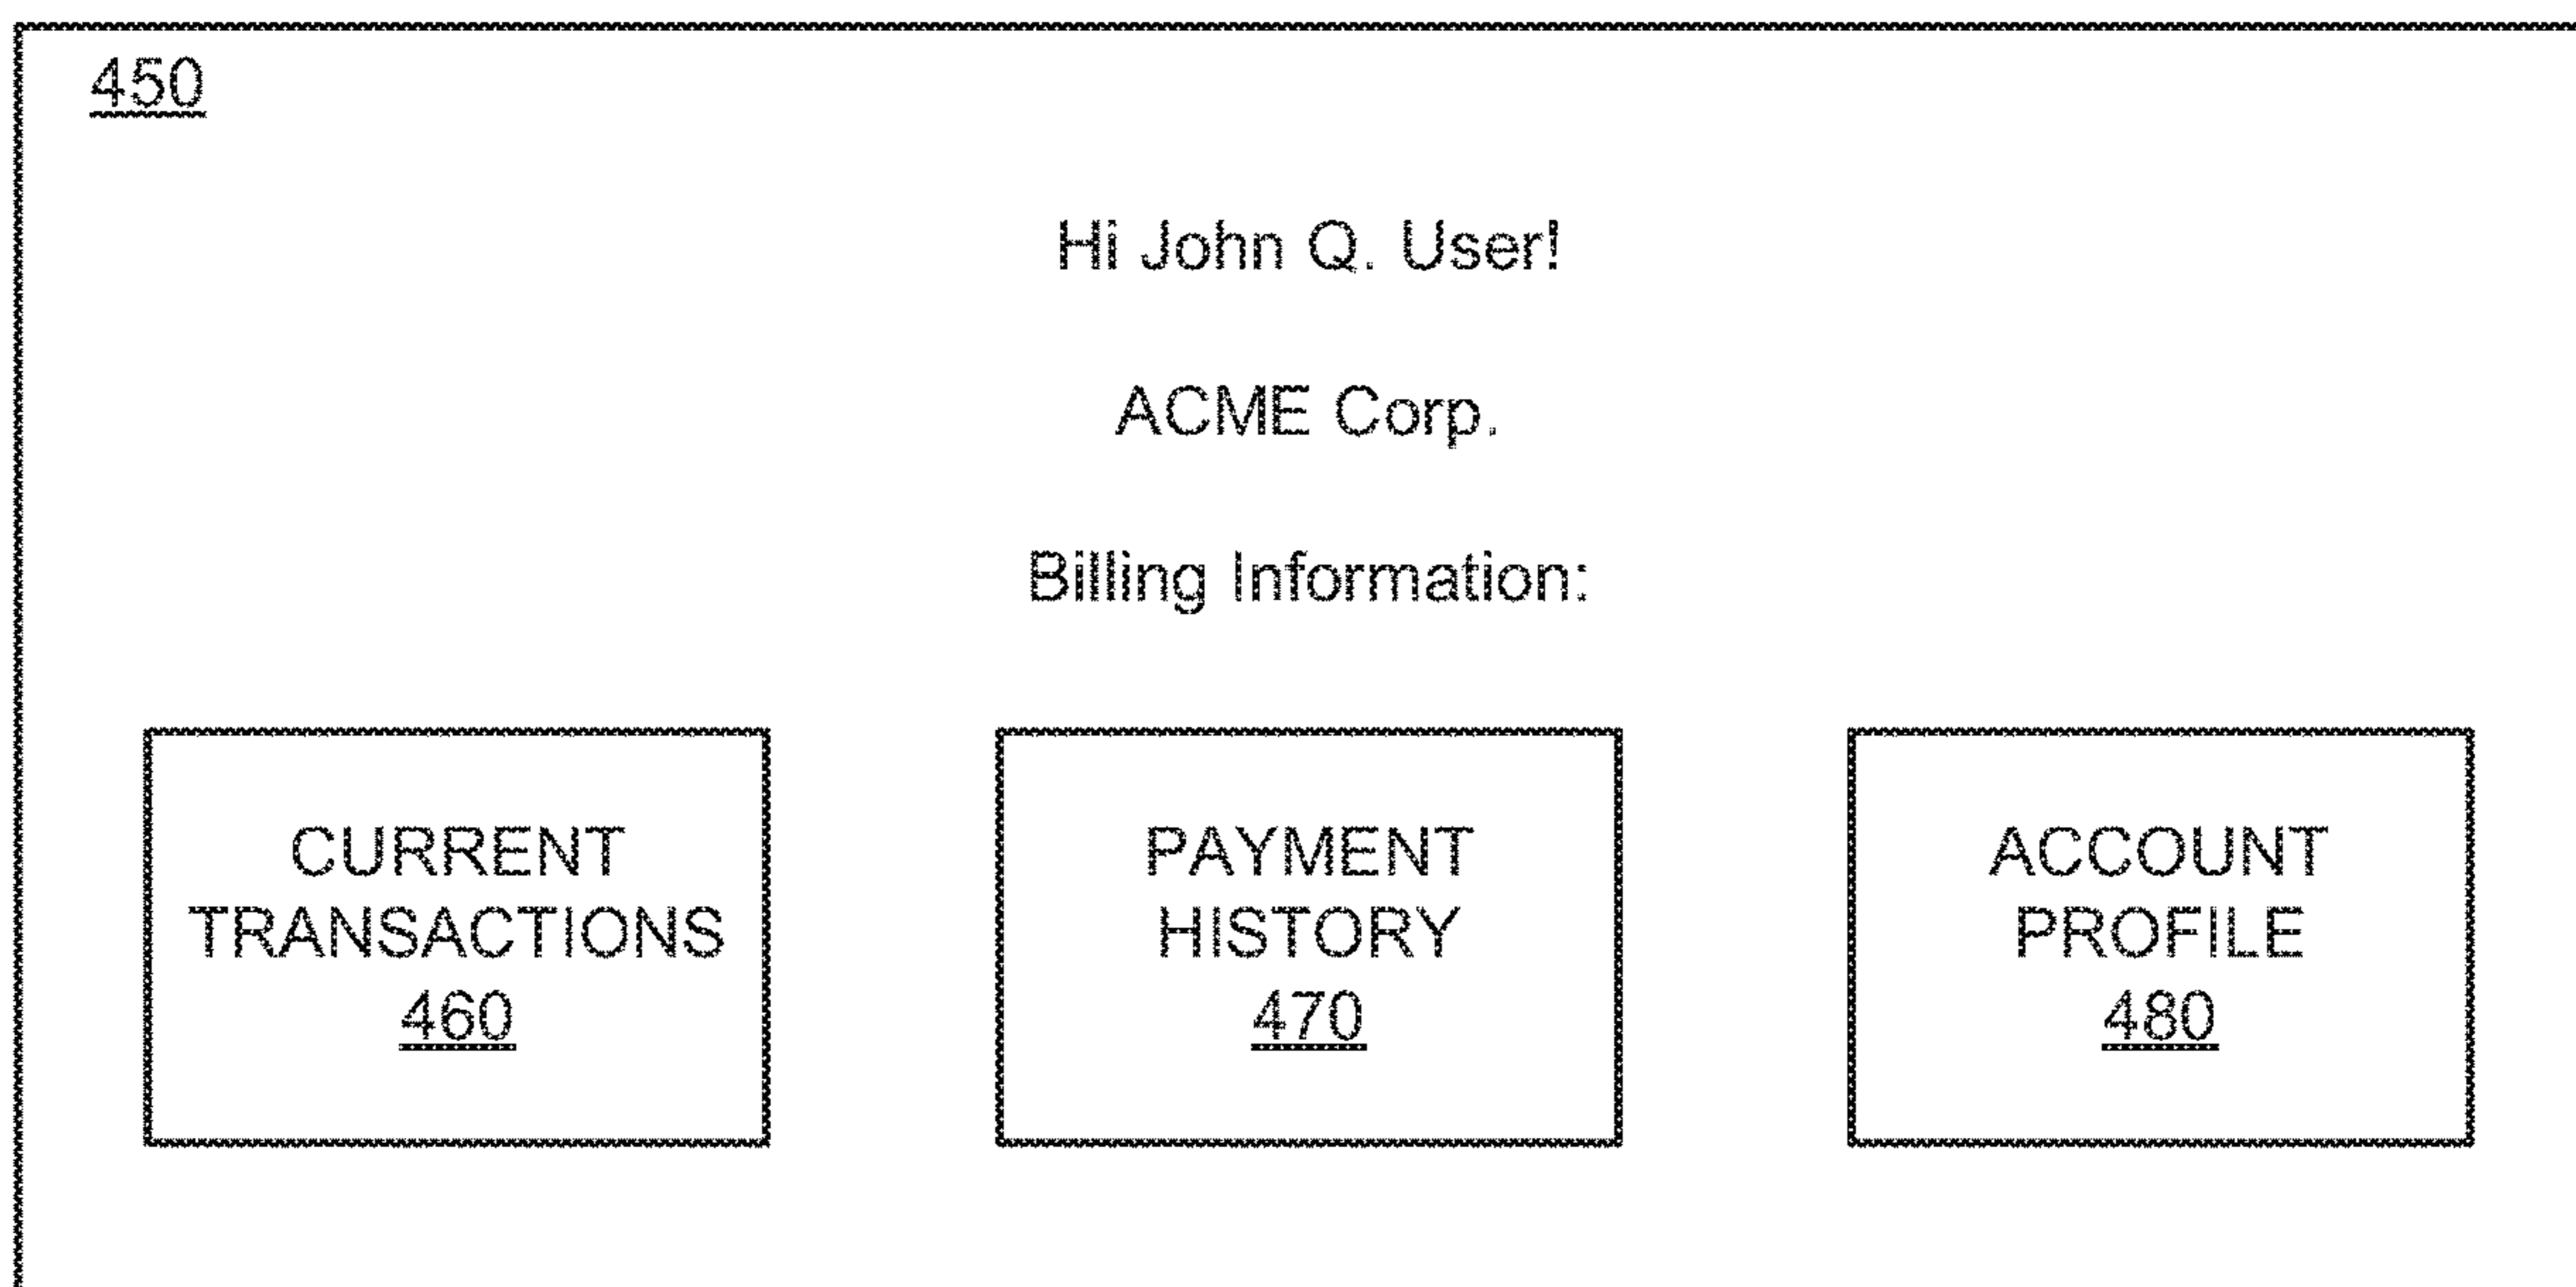 450
Hi John Q. User!
ACME Corp.
Billing Information:
CURRENT
TRANSACTIONS
460
PAYMENT
HISTORY
470
ACCOUNT
PROFILE
480